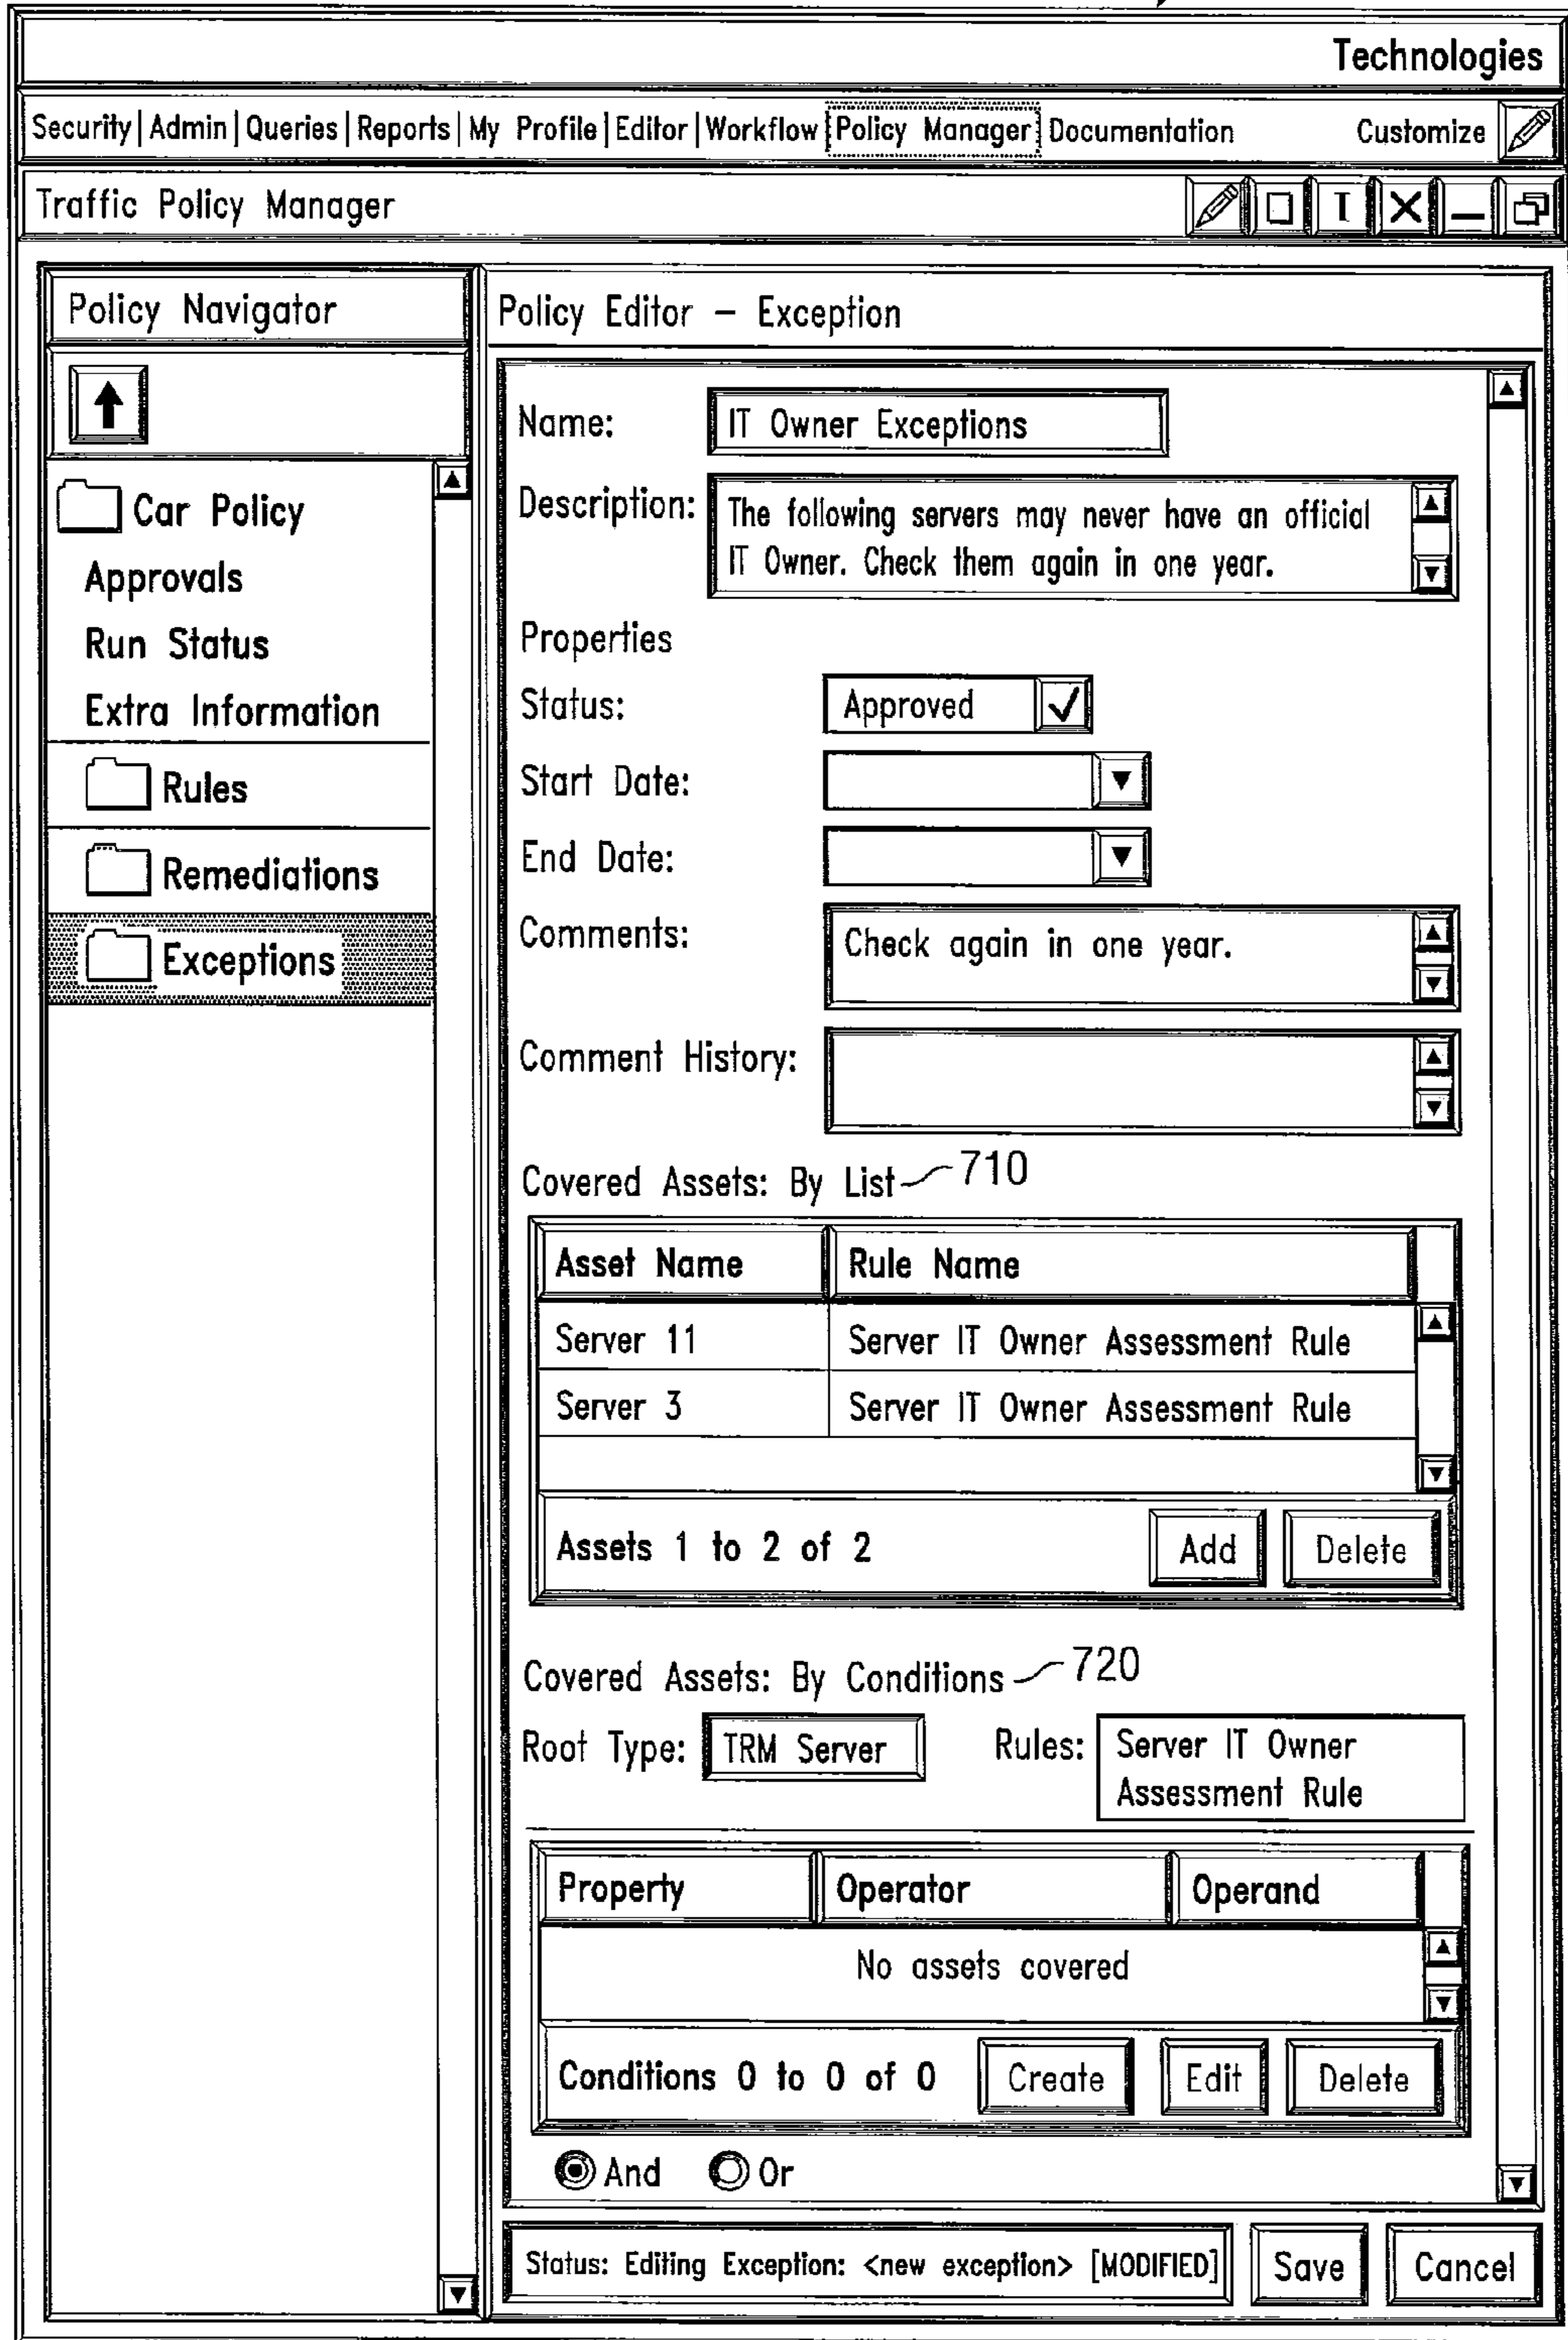 Technologies
Security | Admin | Queries | Reports | My Profile | Editor | Workflow Policy Manager Documentation Customize
Traffic Policy Manager I
Policy Navigator
Car Policy
Approvals
Run Status
Extra Information
Rules
Remediations
Exceptions
Policy Editor – Exception
Name: IT Owner Exceptions
Description: The following servers may never have an official
IT Owner. Check them again in one year.
Properties
Status: Approved
Start Date:
End Date:
Comments: Check again in one year.
Comment History:
Covered Assets: By List 710
Asset Name Rule Name
Server 11 Server IT Owner Assessment Rule
Server 3 Server IT Owner Assessment Rule
Assets 1 to 2 of 2 Add Delete
Covered Assets: By Conditions 720
Root Type: TRM Server Rules: Server IT Owner
Assessment Rule
Property Operator Operand
No assets covered
Conditions 0 to 0 of 0 Create Edit Delete
And Or
Status: Editing Exception: <new exception> [MODIFIED] Save Cancel